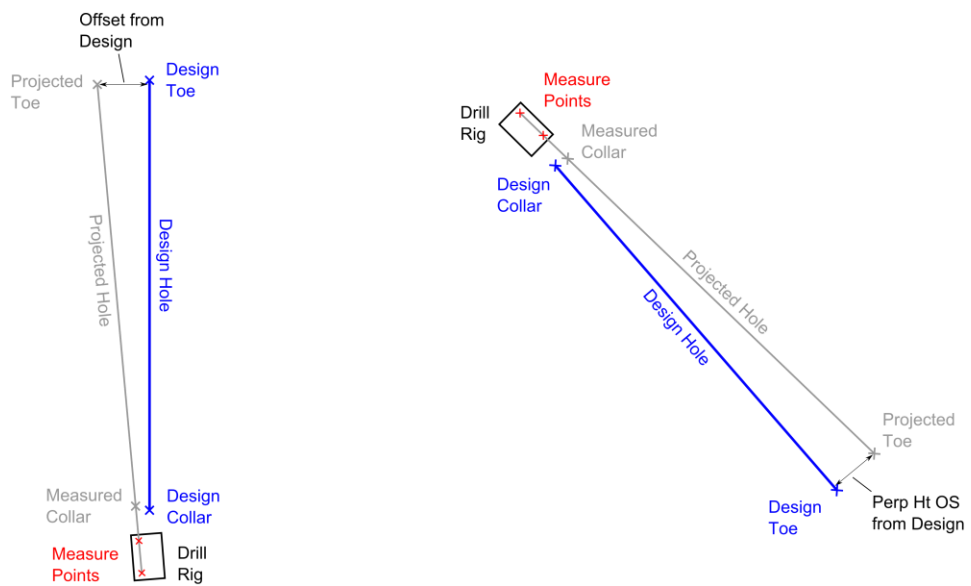 Offset from
Design
Projected
Toe
Design
Toe
Projected Hole
Design Hole
Measured
Collar
Design
Collar
Measure
Points
Drill
Rig
Measure
Points
Drill
Rig
Measured
Collar
Design
Collar
Projected Hole
Design Hole
Projected
Toe
Design
Toe
Perp Ht OS
from Design